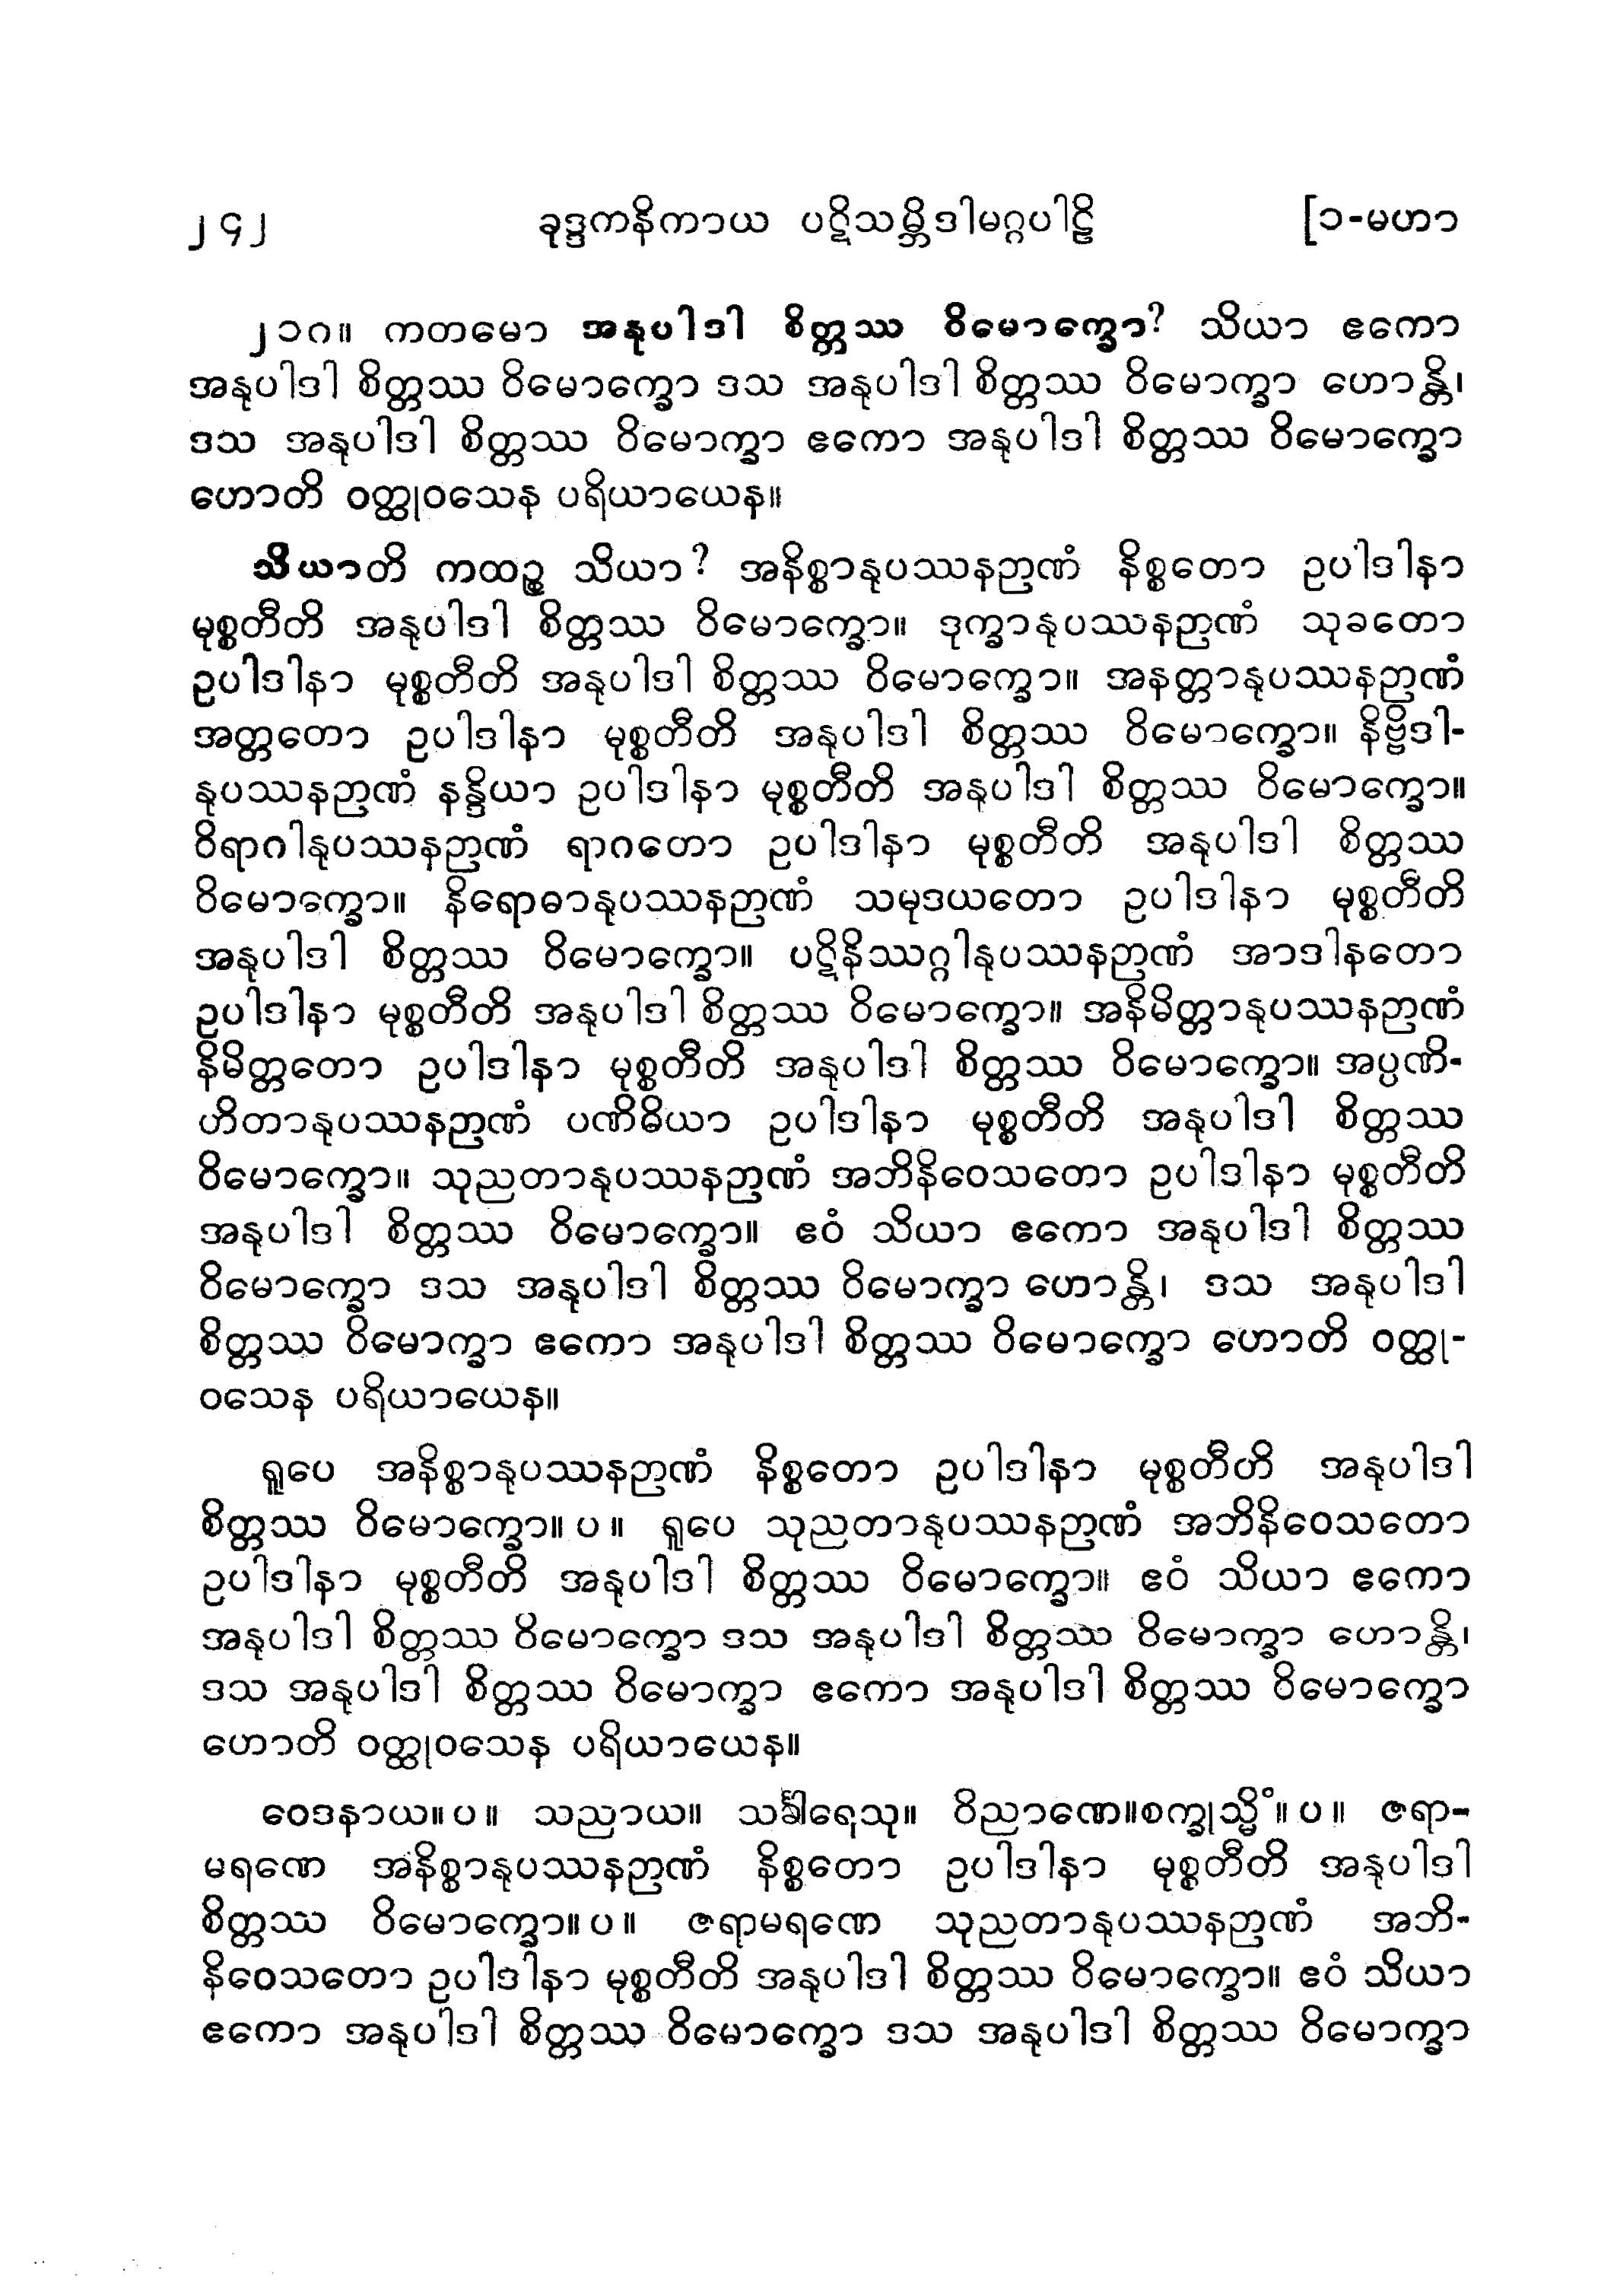 ၂၄၂ ခုဒ္ဒကနိကာယ ပဋိသမ္ဘိဒါမဂ္ဂပါဠိ [၁-မဟာ
၂၁၈။ ကတမော အနုပါဒါ စိတ္တဿ ဝိမောက္ခော? သိယာ ဧကော
အနုပါဒါ စိတ္တဿ ဝိမောက္ခော ဒသ အနုပါဒါ စိတ္တဿ ဝိမောက္ခာ ဟောန္တိ၊
ဒသ အနုပါဒါ စိတ္တဿ ဝိမောက္ခာ ဧကော အနုပါဒါ စိတ္တဿ ဝိမောက္ခော
ဟောတိ ဝတ္ထုဝသေန ပရိယာယေန။
သိယာတိ ကထဉ္စ သိယာ? အနိစ္စာနုပဿနဉာဏံ နိစ္စတော ဥပါဒါနာ
မုစ္စတီတိ အနုပါဒါ စိတ္တဿ ဝိမောက္ခော။ ဒုက္ခာနုပဿနဉာဏံ သုခတော
ဥပါဒါနာ မုစ္စတီတိ အနုပါဒါ စိတ္တဿ ဝိမောက္ခော။ အနတ္တာနုပဿနဉာဏံ
အတ္တတော ဥပါဒါနာ မုစ္စတီတိ အနုပါဒါ စိတ္တဿ ဝိမောက္ခော။ နိဗ္ဗိဒါ-
နုပဿနဉာဏံ နန္ဒိယာ ဥပါဒါနာ မုစ္စတီတိ အနုပါဒါ စိတ္တဿ ဝိမောက္ခော။
ဝိရာဂါနုပဿနဉာဏံ ရာဂတော ဥပါဒါနာ မုစ္စတီတိ အနုပါဒါ စိတ္တဿ
ဝိမောက္ခော။ နိရောဓာနုပဿနဉာဏံ သမုဒယတော ဥပါဒါနာ မုစ္စတီတိ
အနုပါဒါ စိတ္တဿ ဝိမောက္ခော။ ပဋိနိဿဂ္ဂါနုပဿနဉာဏံ အာဒါနတော
ဥပါဒါနာ မုစ္စတီတိ အနုပါဒါ စိတ္တဿ ဝိမောက္ခော။ အနိမိတ္တာနုပဿနဉာဏံ
နိမိတ္တတော ဥပါဒါနာ မုစ္စတီတိ အနုပါဒါ စိတ္တဿ ဝိမောက္ခော။ အပ္ပဏိ-
ဟိတာနုပဿနဉာဏံ ပဏိဓိယာ ဥပါဒါနာ မုစ္စတီတိ အနုပါဒါ စိတ္တဿ
ဝိမောက္ခော။ သုညတာနုပဿနဉာဏံ အဘိနိဝေသတော ဥပါဒါနာ မုစ္စတီတိ
အနုပါဒါ စိတ္တဿ ဝိမောက္ခော။ ဧဝံ သိယာ ဧကော အနုပါဒါ စိတ္တဿ
ဝိမောက္ခော ဒသ အနုပါဒါ စိတ္တဿ ဝိမောက္ခာ ဟောန္တိ၊ ဒသ အနုပါဒါ
စိတ္တဿ ဝိမောက္ခာ ဧကော အနုပါဒါ စိတ္တဿ ဝိမောက္ခော ဟောတိ ဝတ္ထု-
ဝသေန ပရိယာယေန။
ရူပေ အနိစ္စာနုပဿနဉာဏံ နိစ္စတော ဥပါဒါနာ မုစ္စတီတိ အနုပါဒါ
စိတ္တဿ ဝိမောက္ခော။ပ။ ရူပေ သုညတာနုပဿနဉာဏံ အဘိနိဝေသတော
ဥပါဒါနာ မုစ္စတီတိ အနုပါဒါ စိတ္တဿ ဝိမောက္ခော။ ဧဝံ သိယာ ဧကော
အနုပါဒါ စိတ္တဿ ဝိမောက္ခော ဒသ အနုပါဒါ စိတ္တဿ ဝိမောက္ခာ ဟောန္တိ၊
ဒသ အနုပါဒါ စိတ္တဿ ဝိမောက္ခာ ဧကော အနုပါဒါ စိတ္တဿ ဝိမောက္ခော
ဟောတိ ဝတ္ထုဝသေန ပရိယာယေန။
ဝေဒနာယ။ပ။ သညာယ။ သင်္ခါရေသု။ ဝိညာဏေ။စက္ခုသ္မိံ။ပ။ ဇရာ-
မရဏေ အနိစ္စာနုပဿနဉာဏံ နိစ္စတော ဥပါဒါနာ မုစ္စတီတိ အနုပါဒါ
စိတ္တဿ ဝိမောက္ခော။ပ။ ဇရာမရဏေ သုညတာနုပဿနဉာဏံ အဘိ-
နိဝေသတော ဥပါဒါနာ မုစ္စတီတိ အနုပါဒါ စိတ္တဿ ဝိမောက္ခော။ ဧဝံ သိယာ
ဧကော အနုပါဒါ စိတ္တဿ ဝိမောက္ခော ဒသ အနုပါဒါ စိတ္တဿ ဝိမောက္ခာ